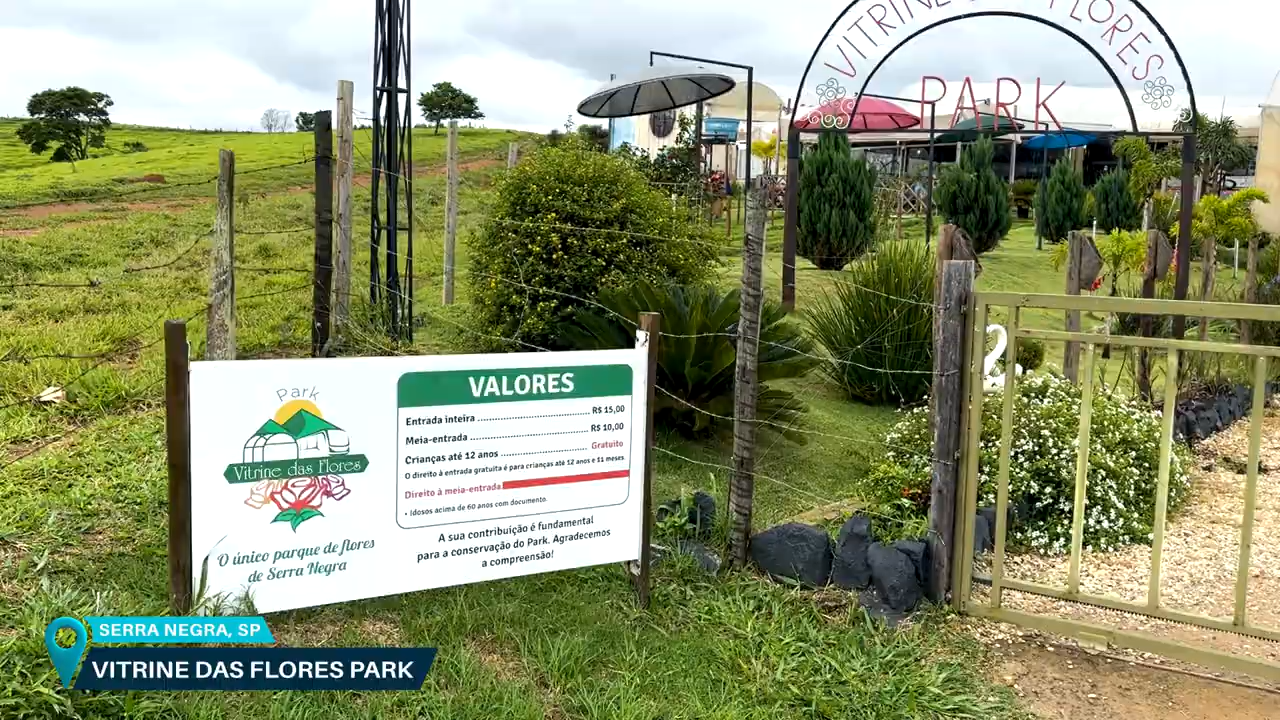 VITRINE DAS FLORES
PARK
Park
Vitrine das Flores
O único parque de flores
de Serra Negra
VALORES
Entrada inteira ........ R$ 15,00
Meia-entrada ........ R$ 10,00
Crianças até 12 anos ........ Gratuito
O direito à entrada gratuita é para crianças até 12 anos e 11 meses.
Direito à meia-entrada:
• Idosos acima de 60 anos com documento.
A sua contribuição é fundamental
para a conservação do Park. Agradecemos
a compreensão!
SERRA NEGRA, SP
VITRINE DAS FLORES PARK